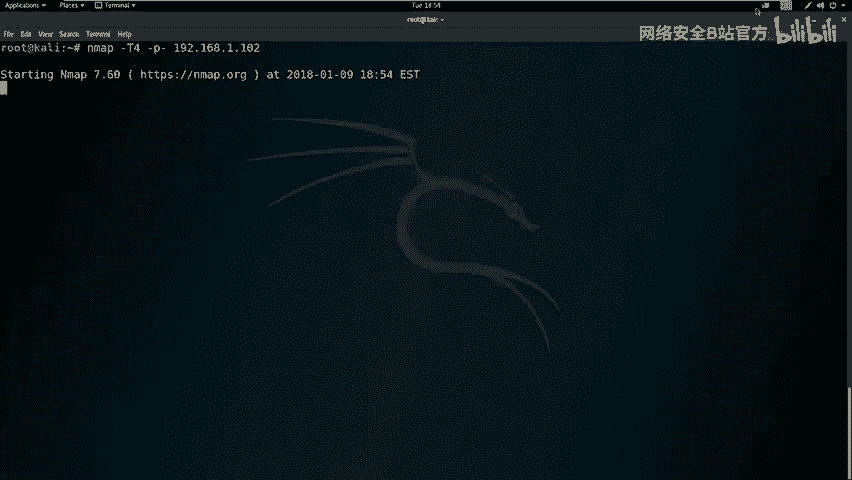 Applications Places Terminal Tue 18:54
root@kali: ~
File Edit View Search Terminal Help
网络安全B站官方 bilibili
root@kali:~# nmap -T4 -p- 192.168.1.102
Starting Nmap 7.60 ( https://nmap.org ) at 2018-01-09 18:54 EST